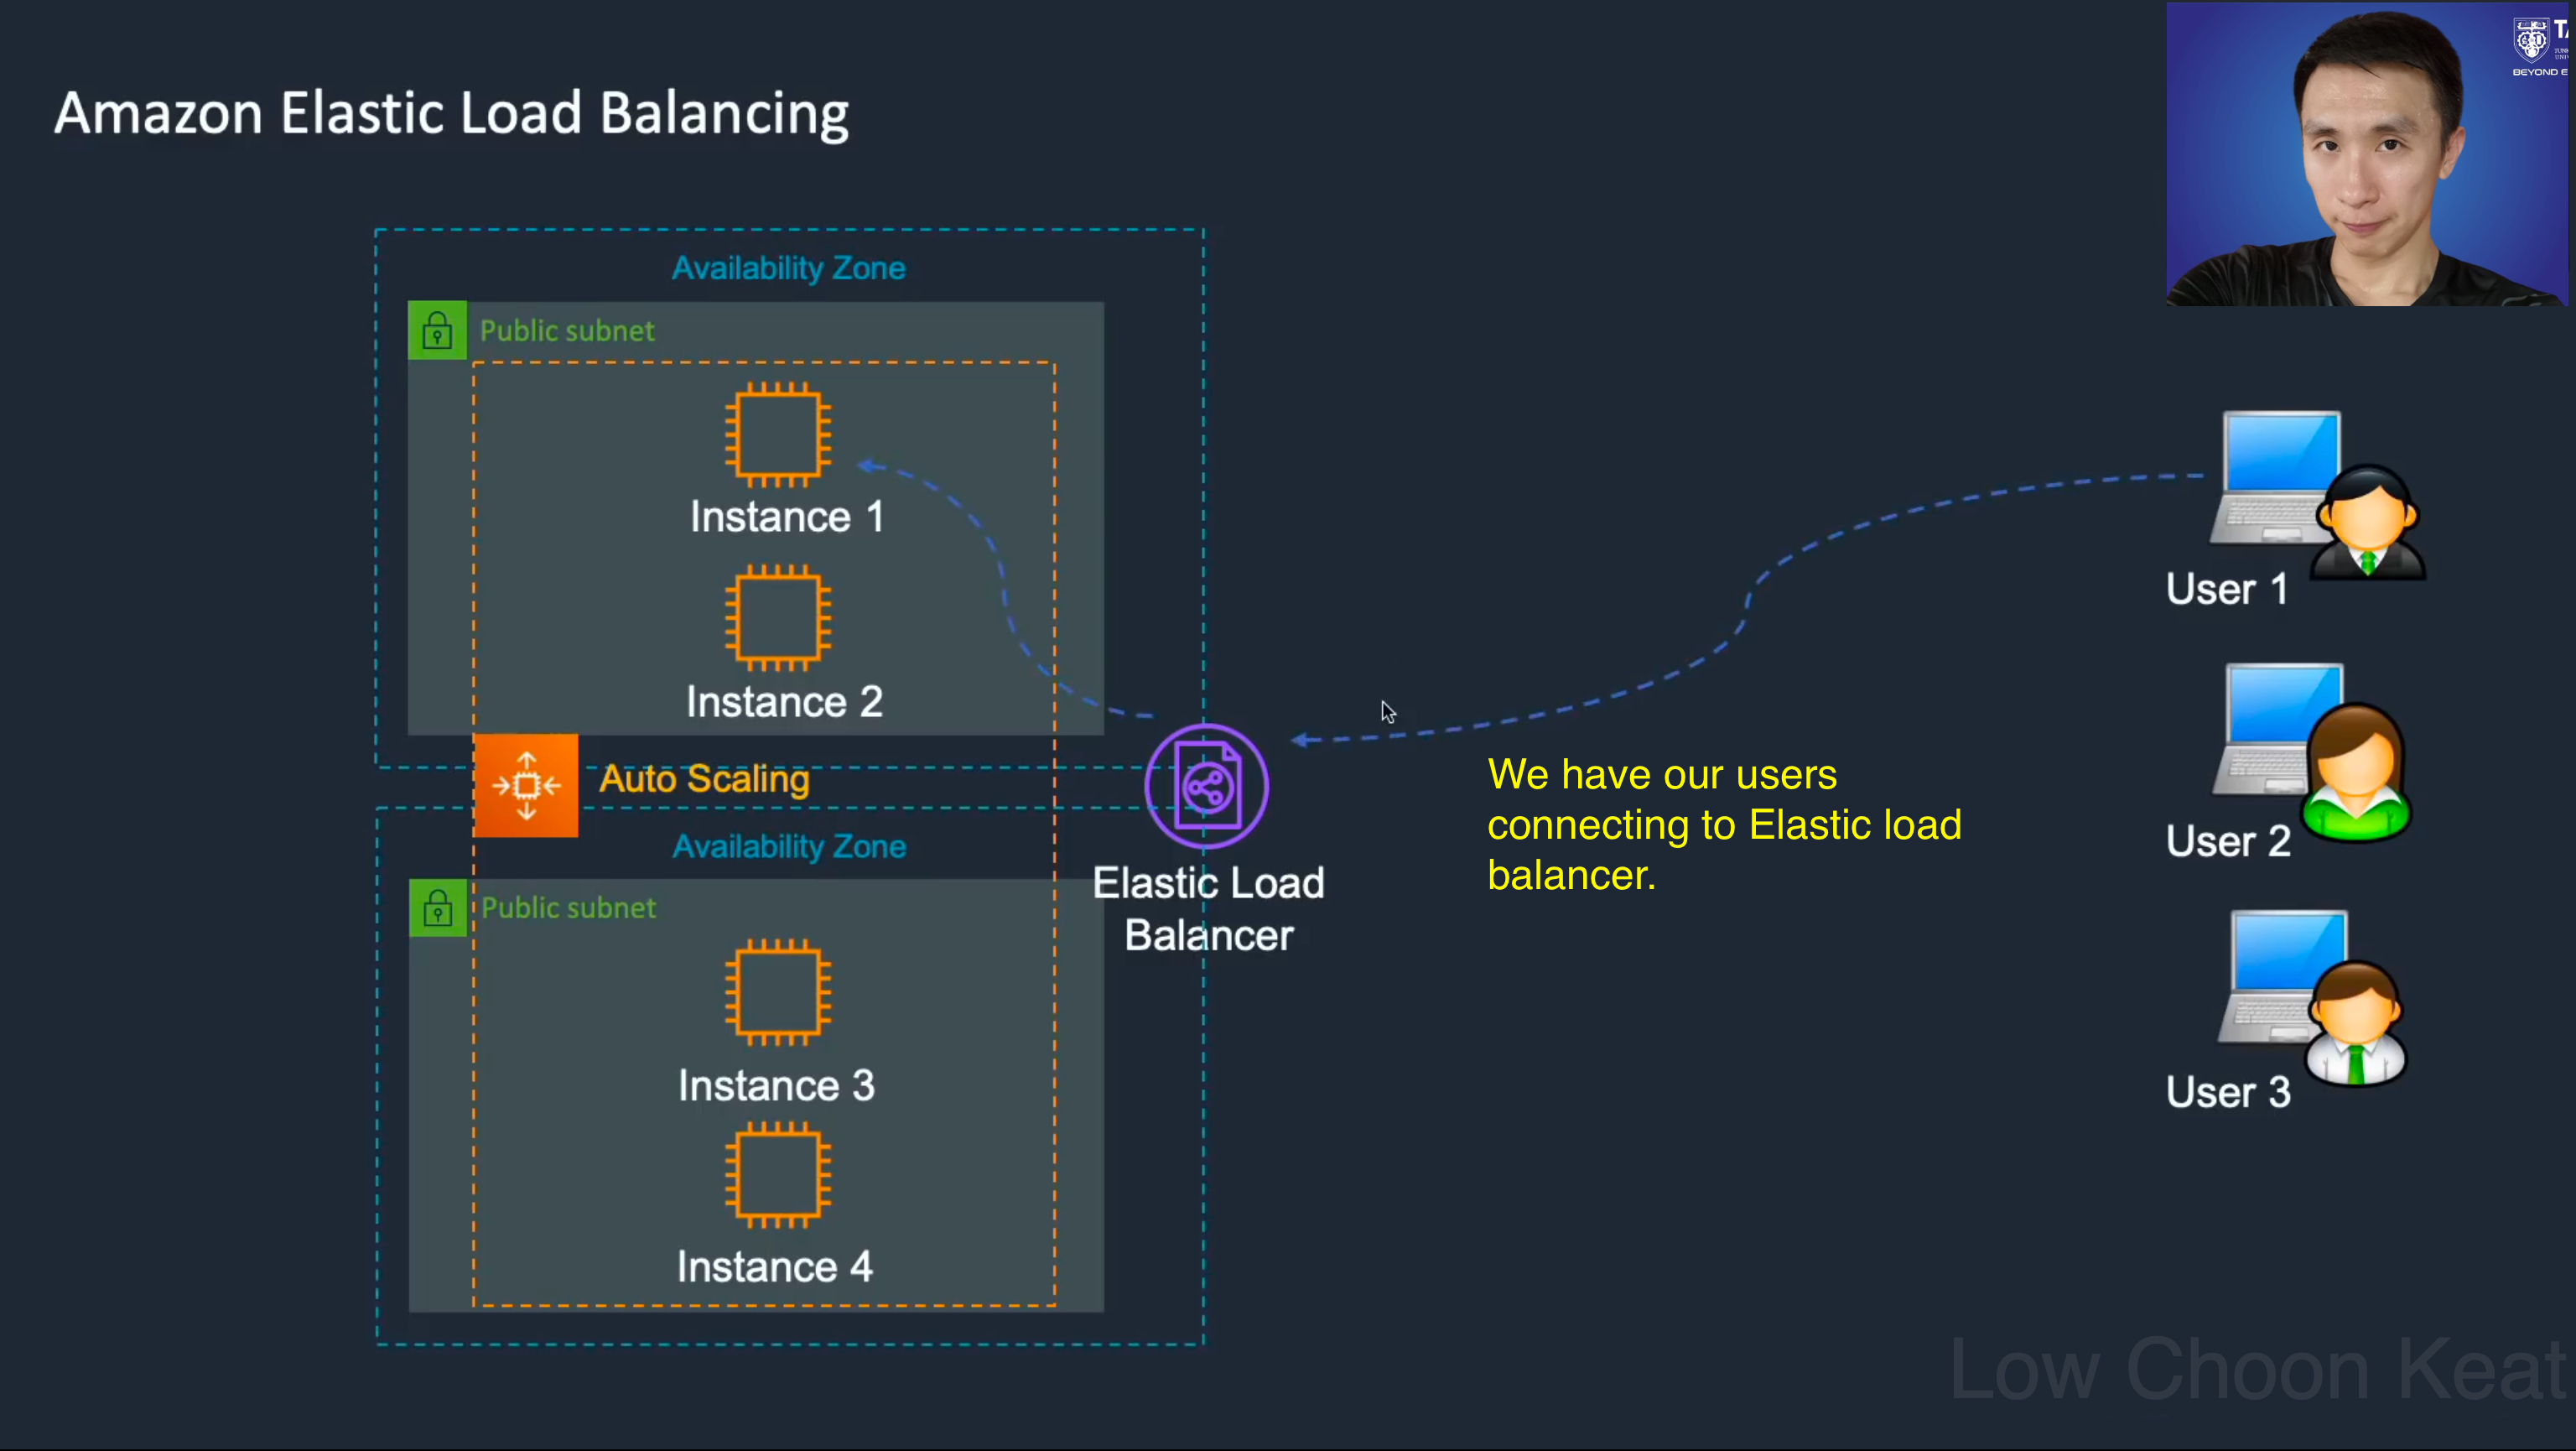 Amazon Elastic Load Balancing
BEYOND E
Availability Zone
Public subnet
Instance 1
Instance 2
Auto Scaling
Availability Zone
Public subnet
Instance 3
Instance 4
Elastic Load
Balancer
We have our users
connecting to Elastic load
balancer.
User 1
User 2
User 3
Low Choon Keat